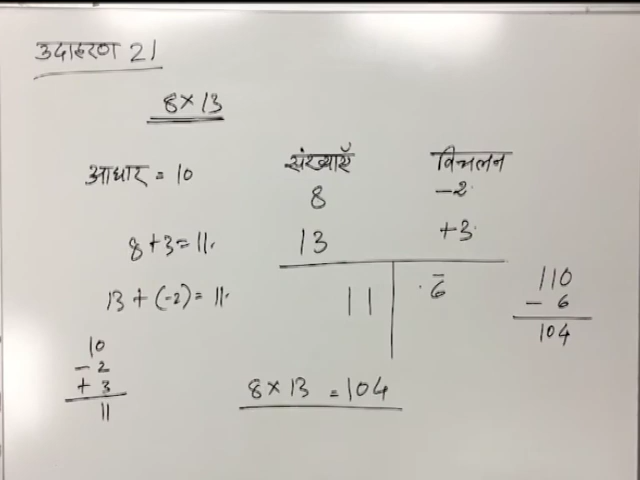 उदाहरण 21
8 × 13
आधार = 10
संख्याएँ विचलन
8 -2
13 +3
8 + 3 = 11.
13 + (-2) = 11.
11 6̅
110
- 6
104
10
- 2
+ 3
11
8 × 13 = 104